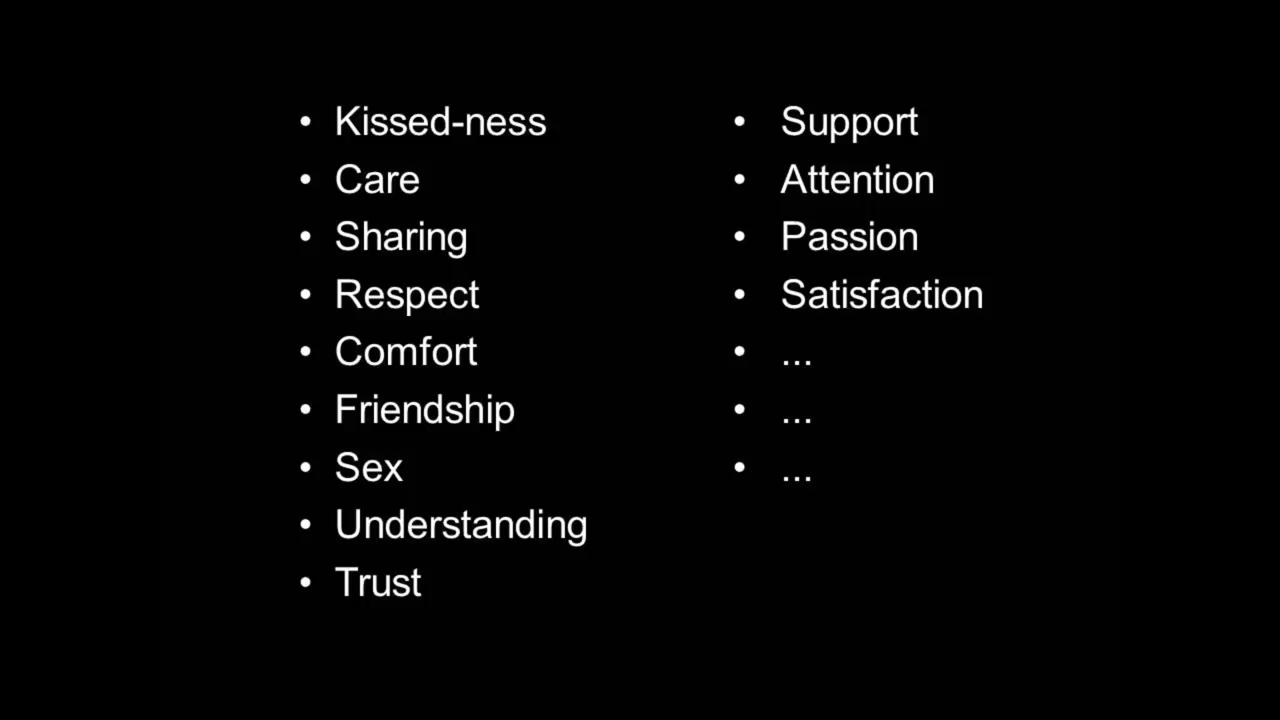 • Kissed-ness
• Care
• Sharing
• Respect
• Comfort
• Friendship
• Sex
• Understanding
• Trust
• Support
• Attention
• Passion
• Satisfaction
• ...
• ...
• ...